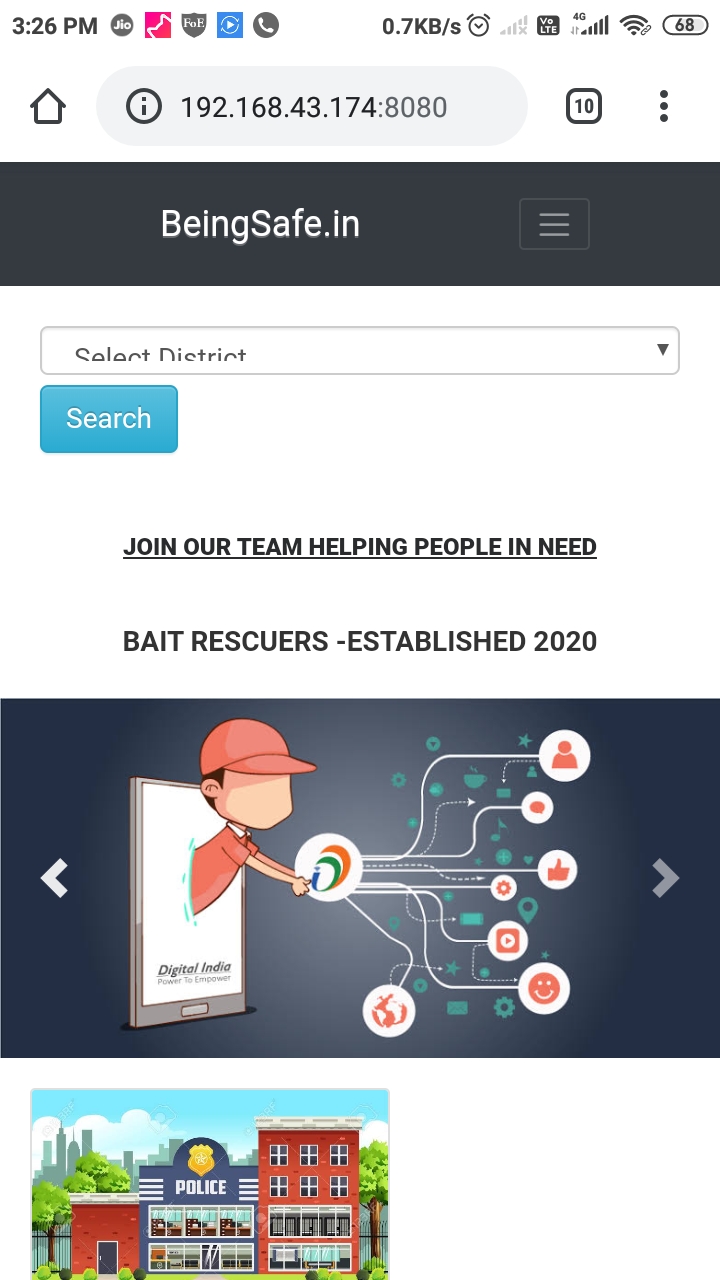 3:26 PM Jio FoE 0.7KB/s Vo LTE 4G 68
192.168.43.174:8080 10
BeingSafe.in
Select District
Search
JOIN OUR TEAM HELPING PEOPLE IN NEED
BAIT RESCUERS -ESTABLISHED 2020
Digital India
Power To Empower
POLICE